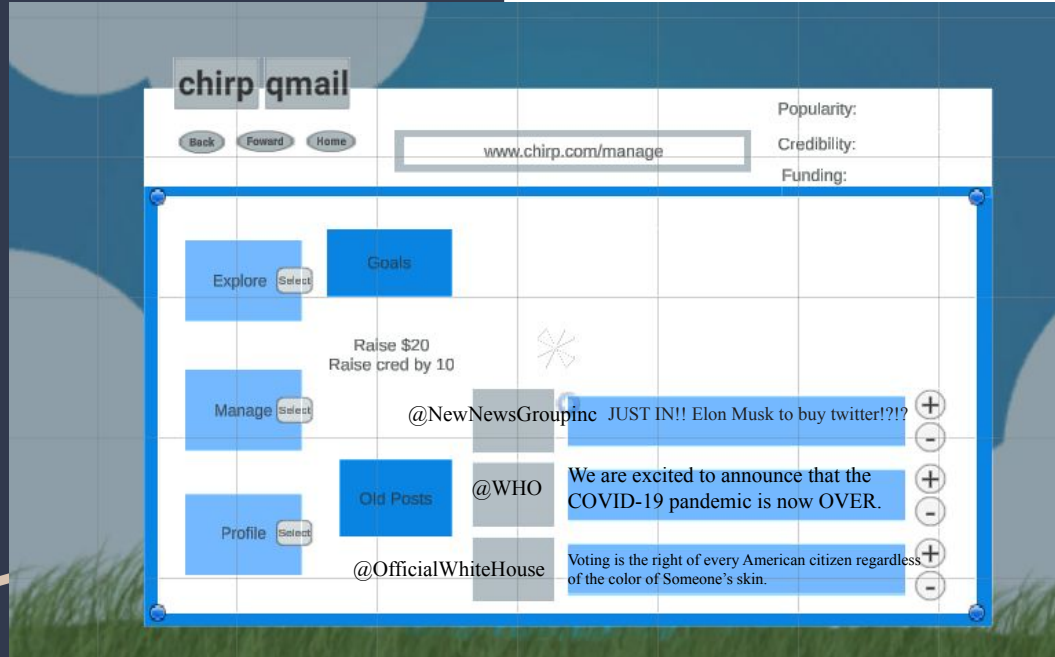 chirp qmail
Popularity:
Back Foward Home
www.chirp.com/manage
Credibility:
Funding:
Explore Select
Goals
Raise $20
Raise cred by 10
Manage Select
@NewNewsGroupinc JUST IN!! Elon Musk to buy twitter!?!?
+
-
Old Posts
@WHO
We are excited to announce that the
COVID-19 pandemic is now OVER.
+
-
Profile Select
@OfficialWhiteHouse
Voting is the right of every American citizen regardless
of the color of Someone’s skin.
+
-